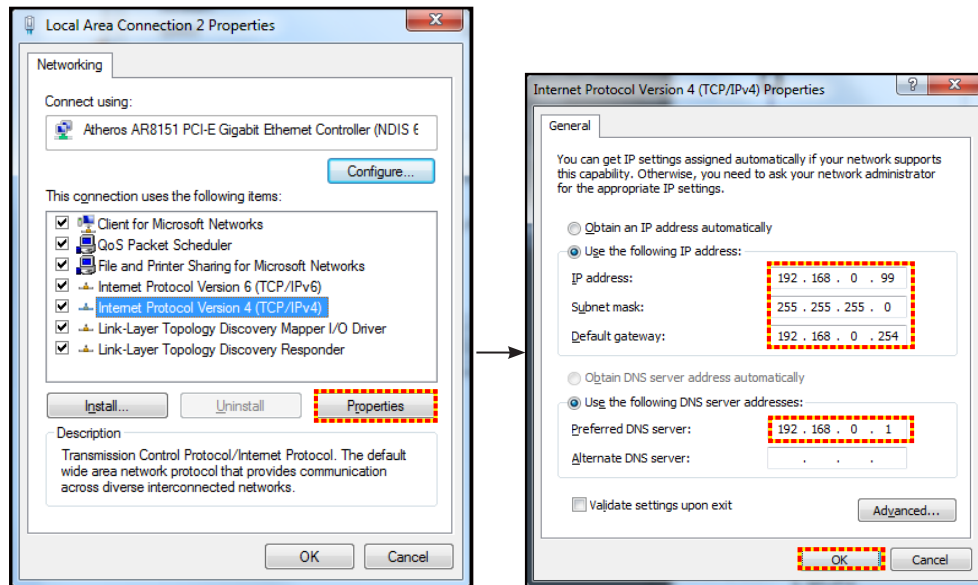 Local Area Connection 2 Properties
Networking
Connect using:
Atheros AR8151 PCI-E Gigabit Ethernet Controller (NDIS 6
Configure...
This connection uses the following items:
Client for Microsoft Networks
QoS Packet Scheduler
File and Printer Sharing for Microsoft Networks
Internet Protocol Version 6 (TCP/IPv6)
Internet Protocol Version 4 (TCP/IPv4)
Link-Layer Topology Discovery Mapper I/O Driver
Link-Layer Topology Discovery Responder
Install...
Uninstall
Properties
Description
Transmission Control Protocol/Internet Protocol. The default
wide area network protocol that provides communication
across diverse interconnected networks.
OK
Cancel
Internet Protocol Version 4 (TCP/IPv4) Properties
General
You can get IP settings assigned automatically if your network supports
this capability. Otherwise, you need to ask your network administrator
for the appropriate IP settings.
Obtain an IP address automatically
Use the following IP address:
IP address: 192 . 168 . 0 . 99
Subnet mask: 255 . 255 . 255 . 0
Default gateway: 192 . 168 . 0 . 254
Obtain DNS server address automatically
Use the following DNS server addresses:
Preferred DNS server: 192 . 168 . 0 . 1
Alternate DNS server: . . .
Validate settings upon exit
Advanced...
OK
Cancel